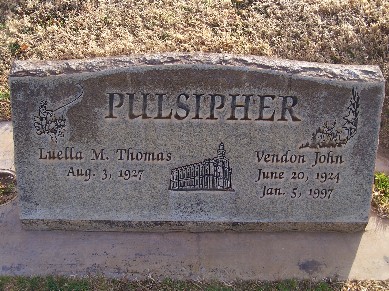 PULSIPHER
Luella M. Thomas
Aug. 3, 1927
Vendon John
June 20, 1924
Jan. 5, 1997